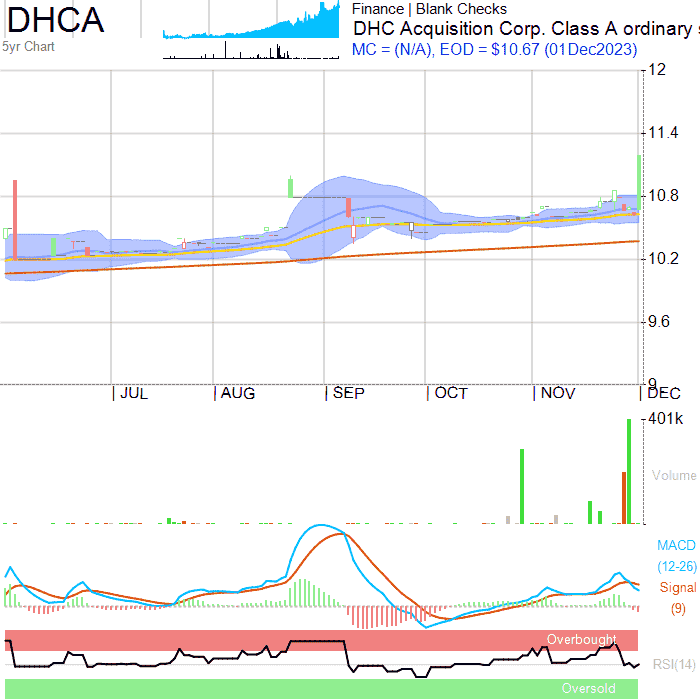 DHCA
5yr Chart
Finance | Blank Checks
DHC Acquisition Corp. Class A ordinary s
MC = (N/A), EOD = $10.67 (01Dec2023)
12
11.4
10.8
10.2
9.6
9
JUL AUG SEP OCT NOV DEC
401k
Volume
MACD
(12-26)
Signal
(9)
Overbought
RSI(14)
Oversold